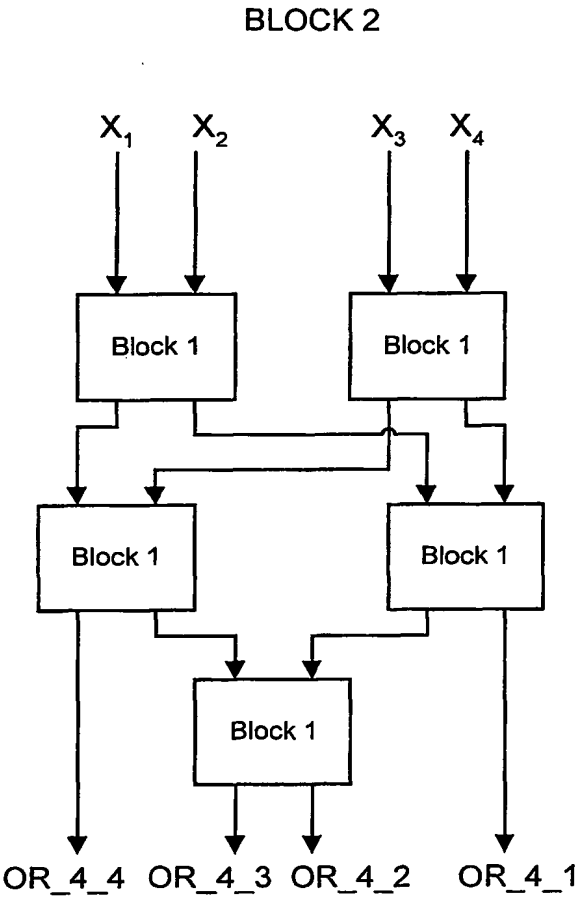 BLOCK 2
X₁ X₂ X₃ X₄
Block 1 Block 1
Block 1 Block 1
Block 1
OR_4_4 OR_4_3 OR_4_2 OR_4_1